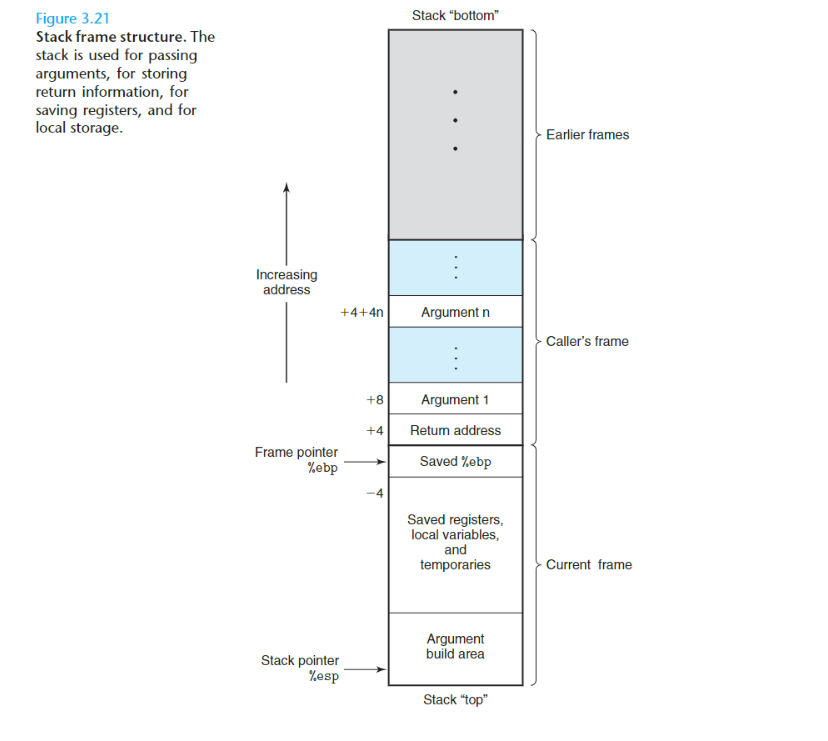 Figure 3.21
Stack frame structure. The
stack is used for passing
arguments, for storing
return information, for
saving registers, and for
local storage.
Stack “bottom”
Earlier frames
Increasing
address
+4+4n
Argument n
Caller’s frame
+8
Argument 1
+4
Return address
Frame pointer
%ebp
Saved %ebp
−4
Saved registers,
local variables,
and
temporaries
Current frame
Argument
build area
Stack pointer
%esp
Stack “top”